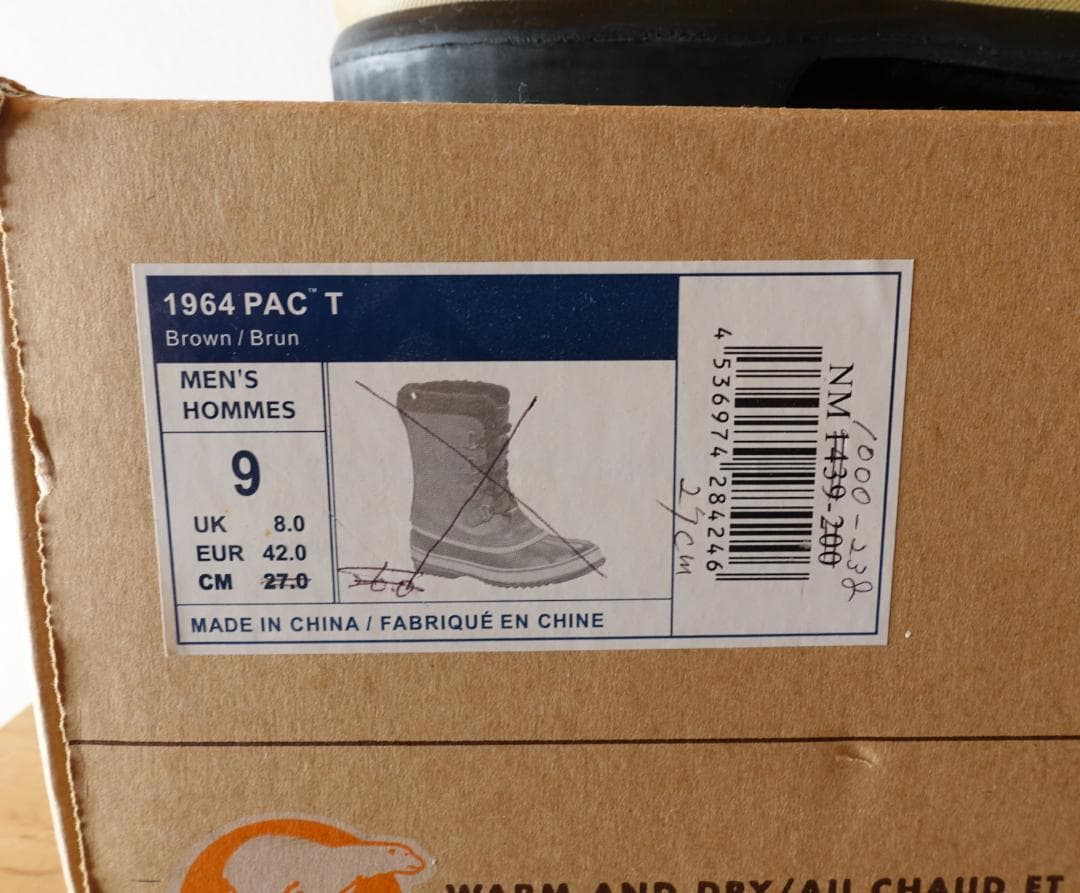 1964 PAC™ T
Brown / Brun
MEN'S
HOMMES
9
UK 8.0
EUR 42.0
CM 27.0
MADE IN CHINA / FABRIQUÉ EN CHINE
4 536974 284246
NM 1439-200
1000-238
cm
WARM AND DRY/AU CHAUD ET